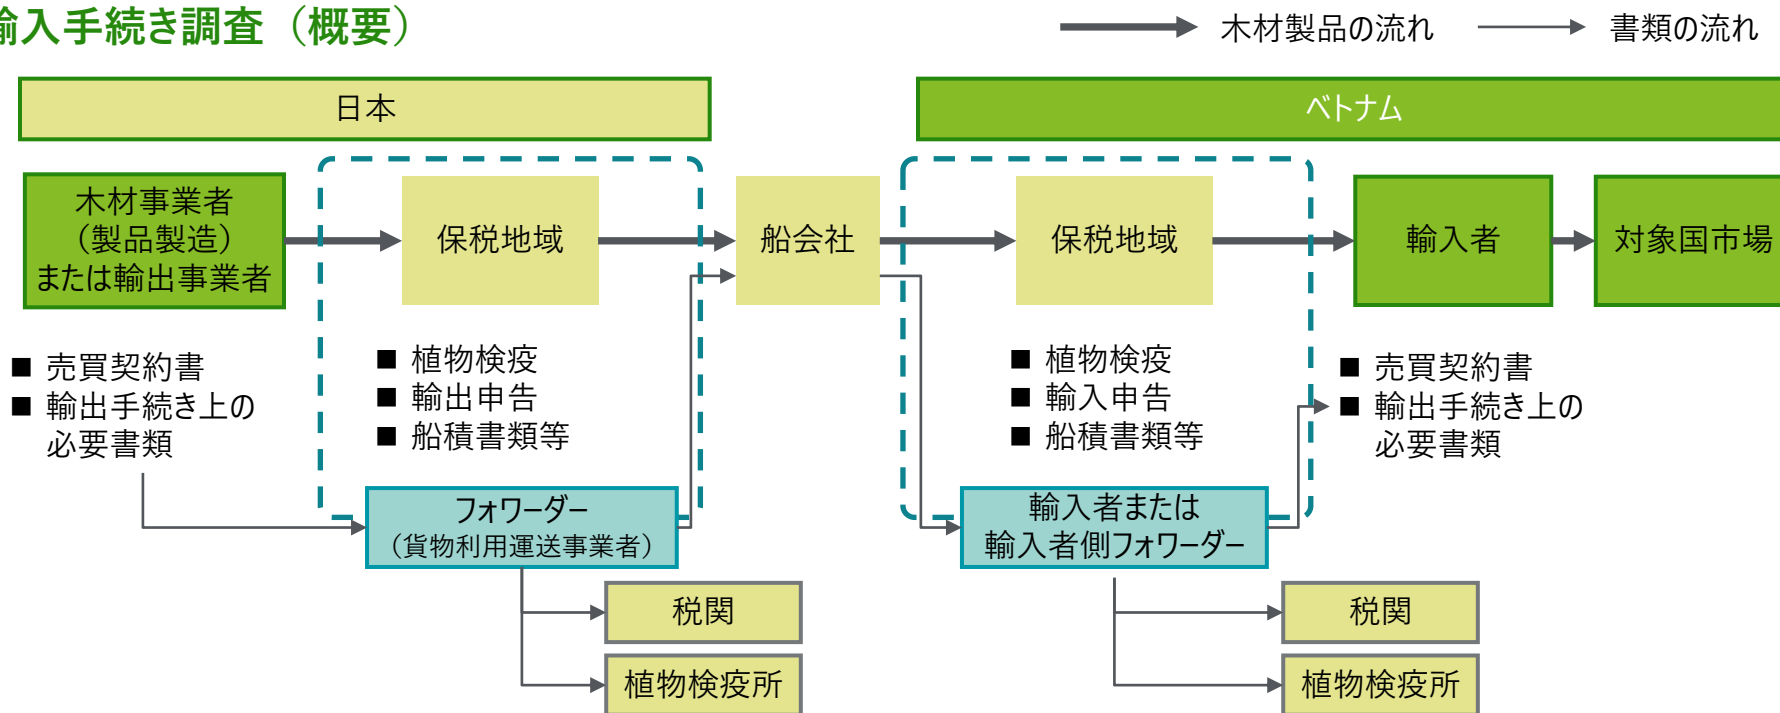 輸入手続き調査（概要）
木材製品の流れ
書類の流れ
日本
ベトナム
木材事業者
（製品製造）
または輸出事業者
保税地域
船会社
保税地域
輸入者
対象国市場
■ 売買契約書
■ 輸出手続き上の
必要書類
■ 植物検疫
■ 輸出申告
■ 船積書類等
■ 植物検疫
■ 輸入申告
■ 船積書類等
■ 売買契約書
■ 輸出手続き上の
必要書類
フォワーダー
（貨物利用運送事業者）
輸入者または
輸入者側フォワーダー
税関
植物検疫所
税関
植物検疫所